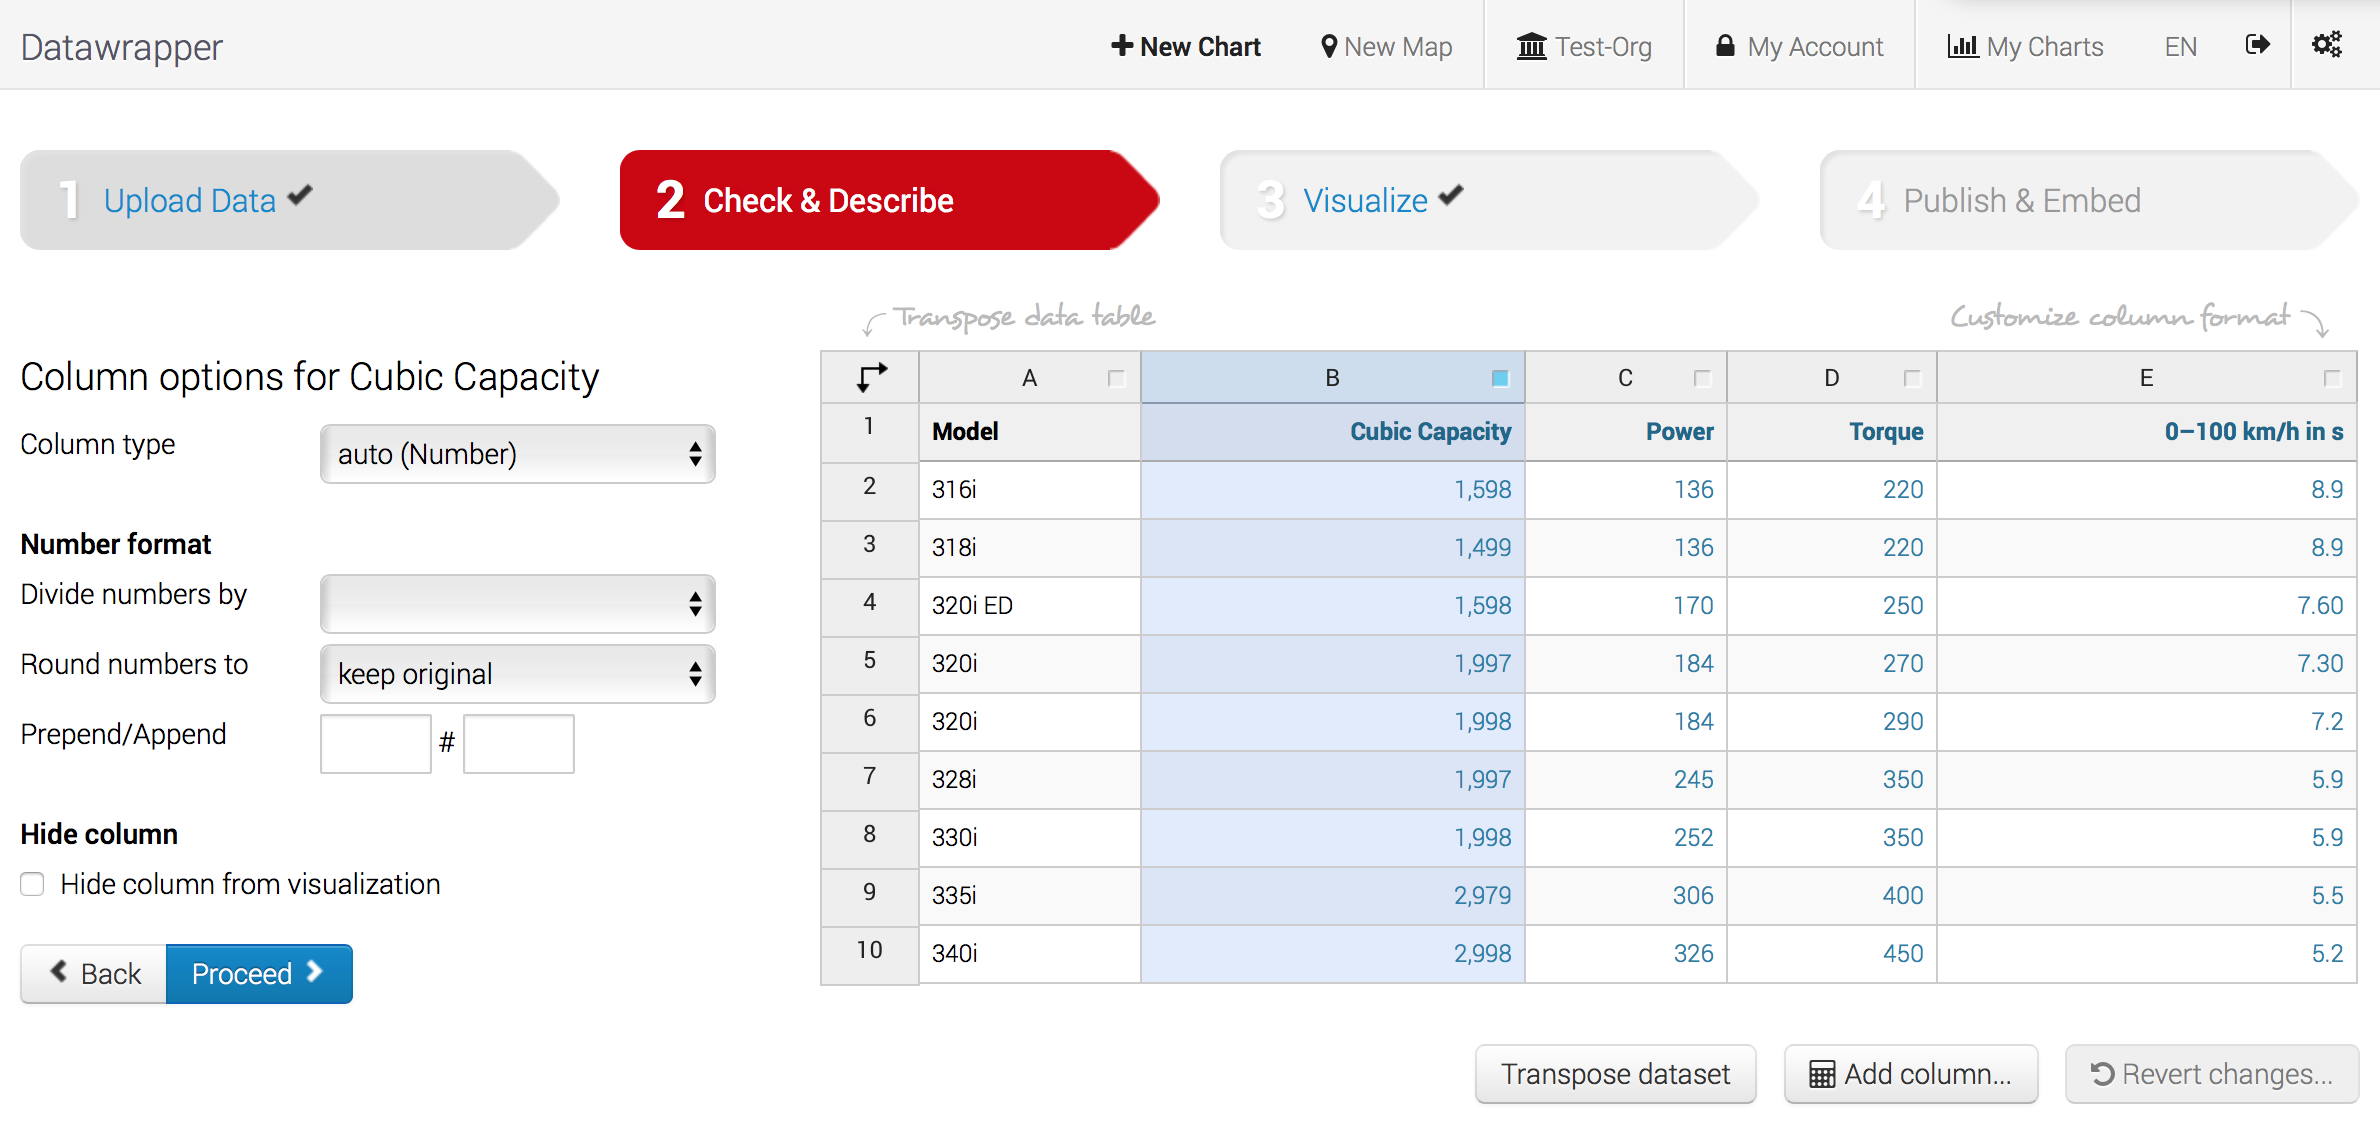 Datawrapper
New Chart
New Map
Test-Org
My Account
My Charts
EN
1 Upload Data
2 Check & Describe
3 Visualize
4 Publish & Embed
Transpose data table
Customize column format
Column options for Cubic Capacity
Column type
auto (Number)
Number format
Divide numbers by
Round numbers to
keep original
Prepend/Append
#
Hide column
Hide column from visualization
Back
Proceed
A B C D E
1 Model Cubic Capacity Power Torque 0–100 km/h in s
2 316i 1,598 136 220 8.9
3 318i 1,499 136 220 8.9
4 320i ED 1,598 170 250 7.60
5 320i 1,997 184 270 7.30
6 320i 1,998 184 290 7.2
7 328i 1,997 245 350 5.9
8 330i 1,998 252 350 5.9
9 335i 2,979 306 400 5.5
10 340i 2,998 326 450 5.2
Transpose dataset
Add column...
Revert changes...